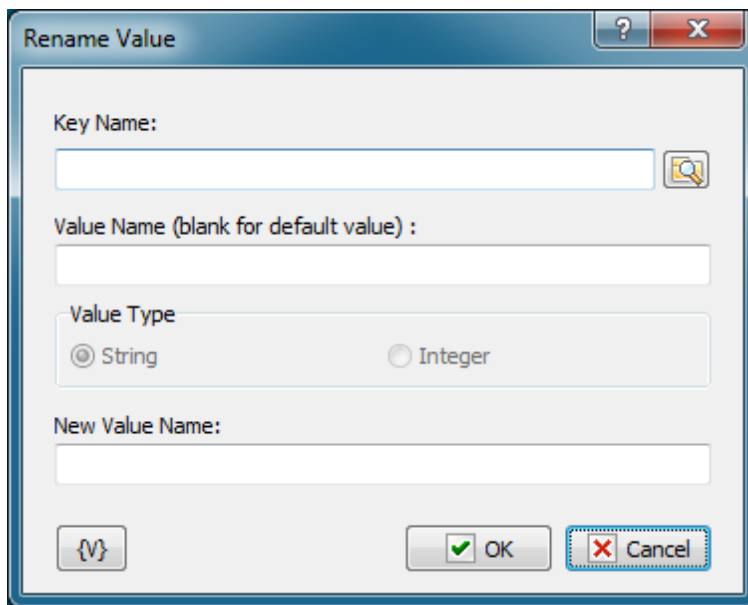 Rename Value
?
Key Name:
Value Name (blank for default value) :
Value Type
String
Integer
New Value Name:
{V}
OK
Cancel